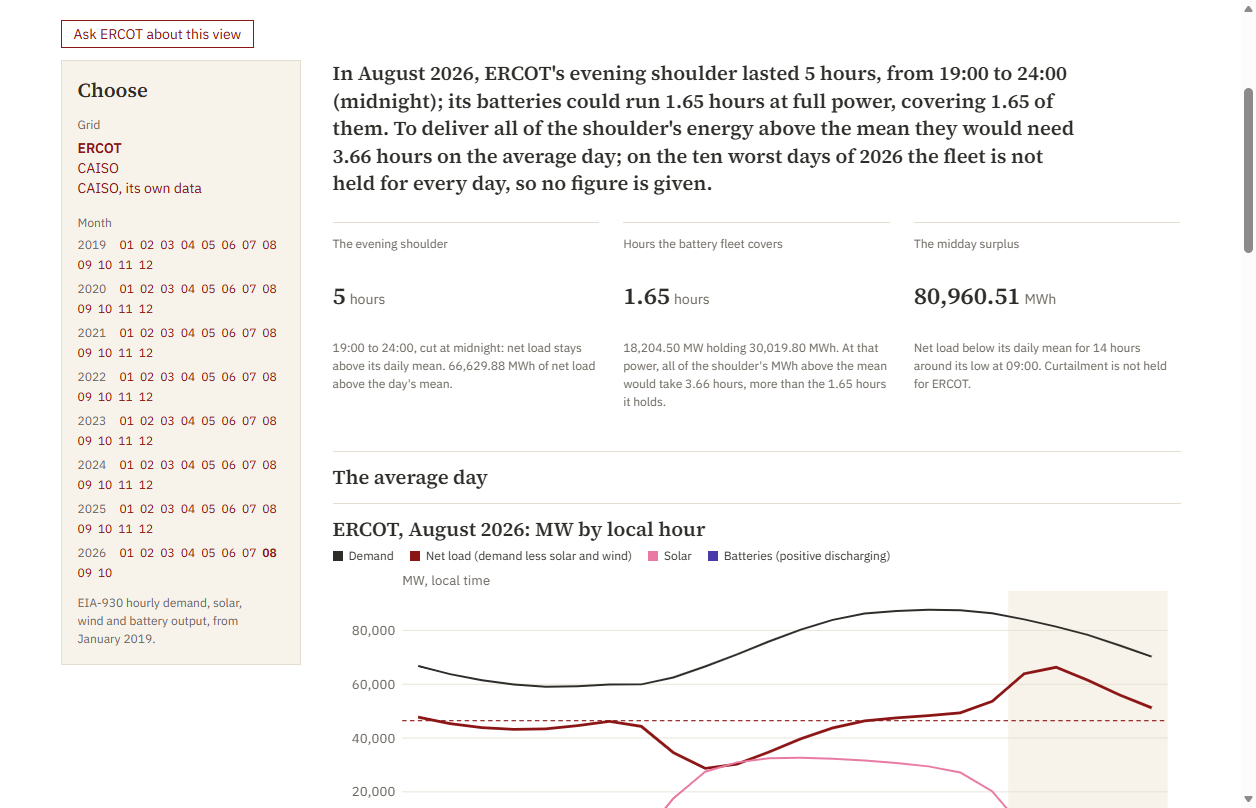 Ask ERCOT about this view
Choose
Grid
ERCOT
CAISO
CAISO, its own data
Month
2019 01 02 03 04 05 06 07 08
09 10 11 12
2020 01 02 03 04 05 06 07 08
09 10 11 12
2021 01 02 03 04 05 06 07 08
09 10 11 12
2022 01 02 03 04 05 06 07 08
09 10 11 12
2023 01 02 03 04 05 06 07 08
09 10 11 12
2024 01 02 03 04 05 06 07 08
09 10 11 12
2025 01 02 03 04 05 06 07 08
09 10 11 12
2026 01 02 03 04 05 06 07 08
09 10
EIA-930 hourly demand, solar,
wind and battery output, from
January 2019.
In August 2026, ERCOT's evening shoulder lasted 5 hours, from 19:00 to 24:00
(midnight); its batteries could run 1.65 hours at full power, covering 1.65 of
them. To deliver all of the shoulder's energy above the mean they would need
3.66 hours on the average day; on the ten worst days of 2026 the fleet is not
held for every day, so no figure is given.
The evening shoulder
5 hours
19:00 to 24:00, cut at midnight: net load stays
above its daily mean. 66,629.88 MWh of net load
above the day's mean.
Hours the battery fleet covers
1.65 hours
18,204.50 MW holding 30,019.80 MWh. At that
power, all of the shoulder's MWh above the mean
would take 3.66 hours, more than the 1.65 hours
it holds.
The midday surplus
80,960.51 MWh
Net load below its daily mean for 14 hours
around its low at 09:00. Curtailment is not held
for ERCOT.
The average day
ERCOT, August 2026: MW by local hour
Demand
Net load (demand less solar and wind)
Solar
Batteries (positive discharging)
MW, local time
80,000
60,000
40,000
20,000